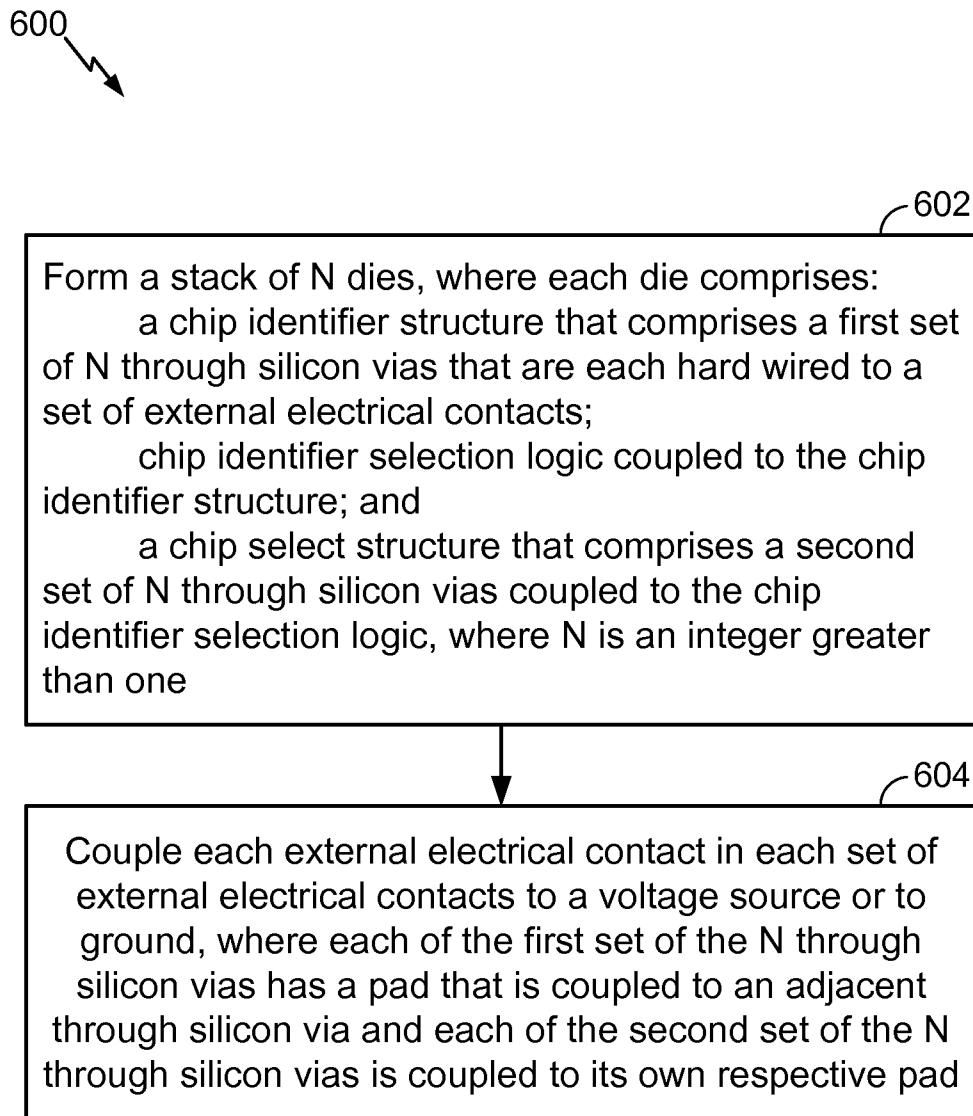 600
602
Form a stack of N dies, where each die comprises:
a chip identifier structure that comprises a first set
of N through silicon vias that are each hard wired to a
set of external electrical contacts;
chip identifier selection logic coupled to the chip
identifier structure; and
a chip select structure that comprises a second
set of N through silicon vias coupled to the chip
identifier selection logic, where N is an integer greater
than one
604
Couple each external electrical contact in each set of
external electrical contacts to a voltage source or to
ground, where each of the first set of the N through
silicon vias has a pad that is coupled to an adjacent
through silicon via and each of the second set of the N
through silicon vias is coupled to its own respective pad